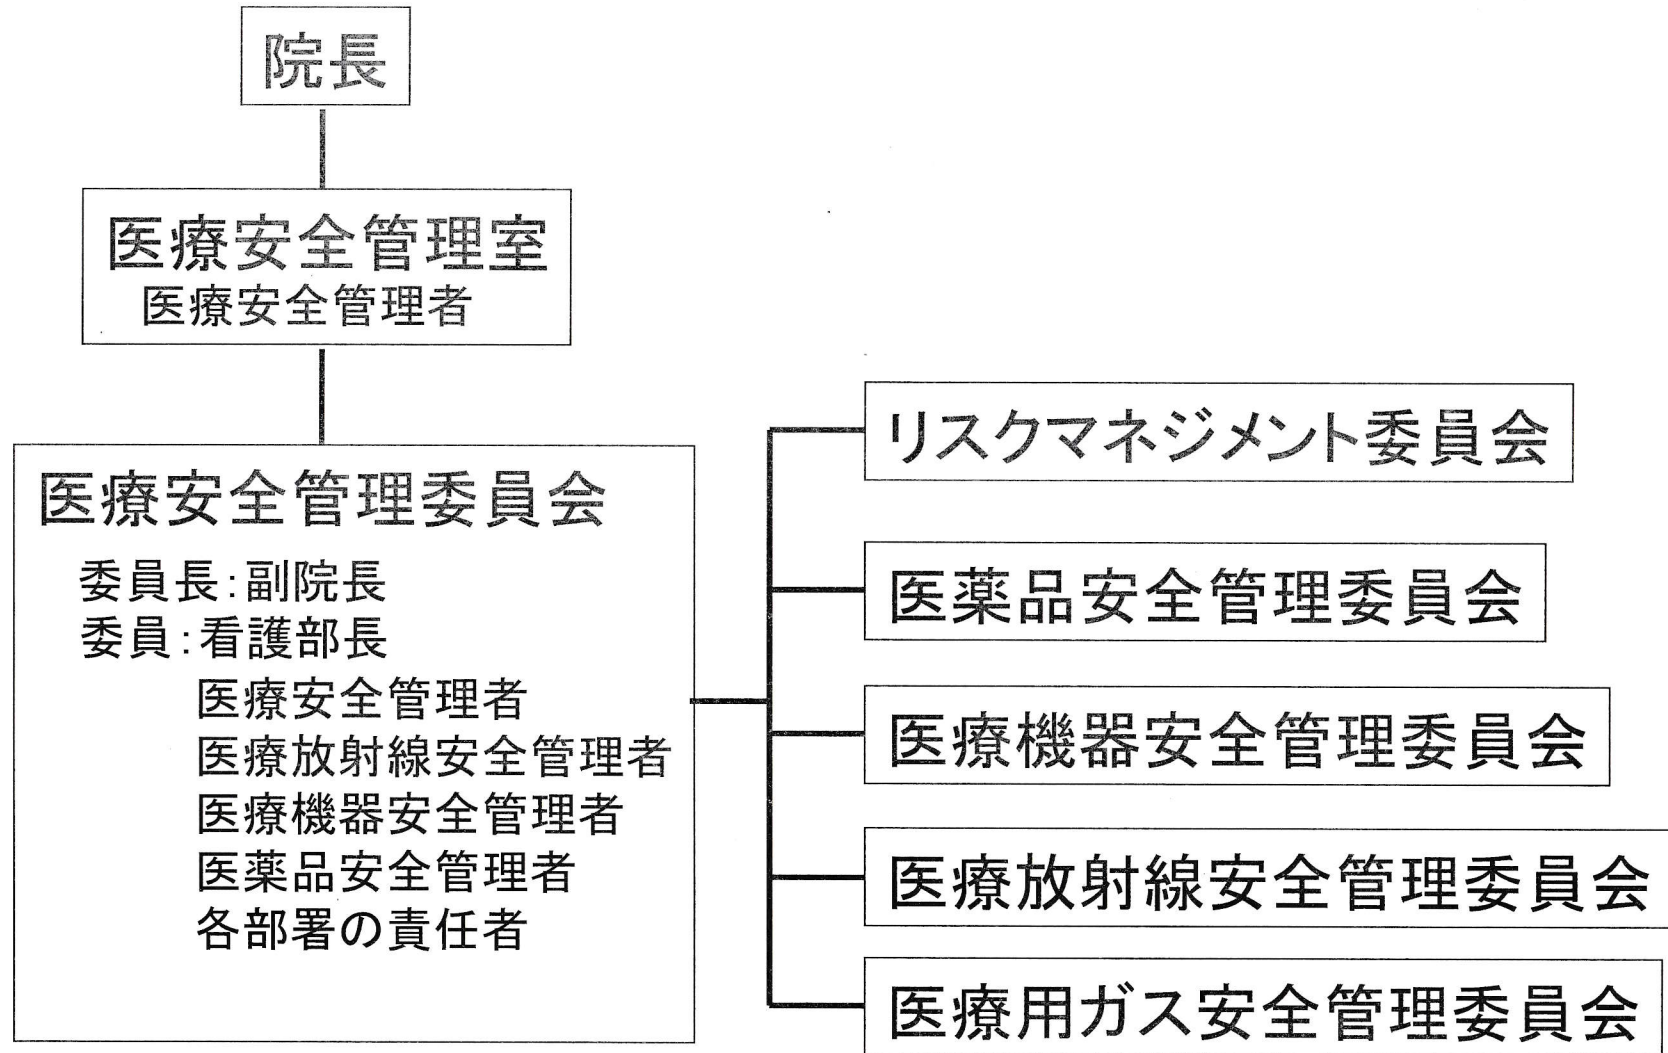 院長
医療安全管理室
医療安全管理者
医療安全管理委員会
委員長:副院長
委員:看護部長
医療安全管理者
医療放射線安全管理者
医療機器安全管理者
医薬品安全管理者
各部署の責任者
リスクマネジメント委員会
医薬品安全管理委員会
医療機器安全管理委員会
医療放射線安全管理委員会
医療用ガス安全管理委員会